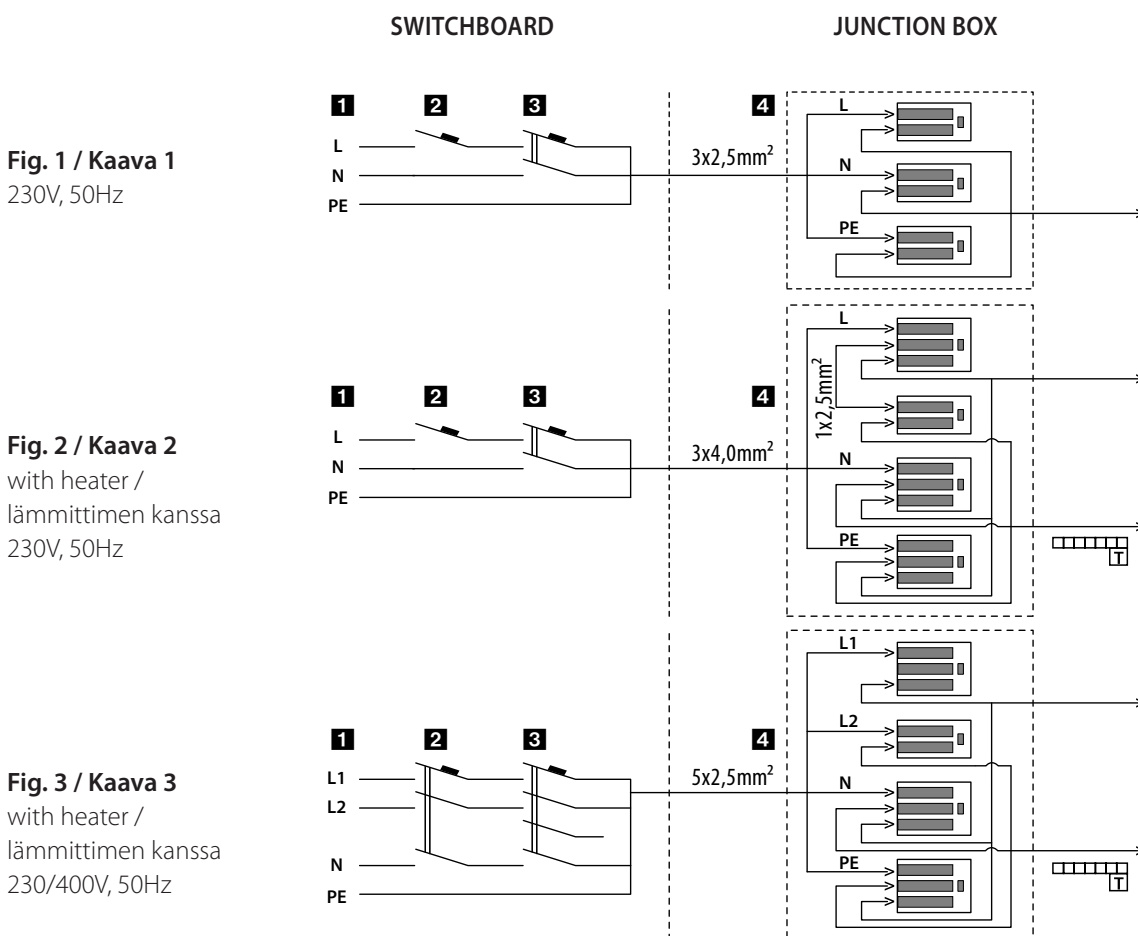 SWITCHBOARD JUNCTION BOX
Fig. 1 / Kaava 1
230V, 50Hz
1 2 3 4
L
N
PE
3x2,5mm²
L
N
PE
Fig. 2 / Kaava 2
with heater /
lämmittimen kanssa
230V, 50Hz
1 2 3 4
L
N
PE
3x4,0mm²
L
1x2,5mm²
N
PE
T
Fig. 3 / Kaava 3
with heater /
lämmittimen kanssa
230/400V, 50Hz
1 2 3 4
L1
L2
N
PE
5x2,5mm²
L1
L2
N
PE
T